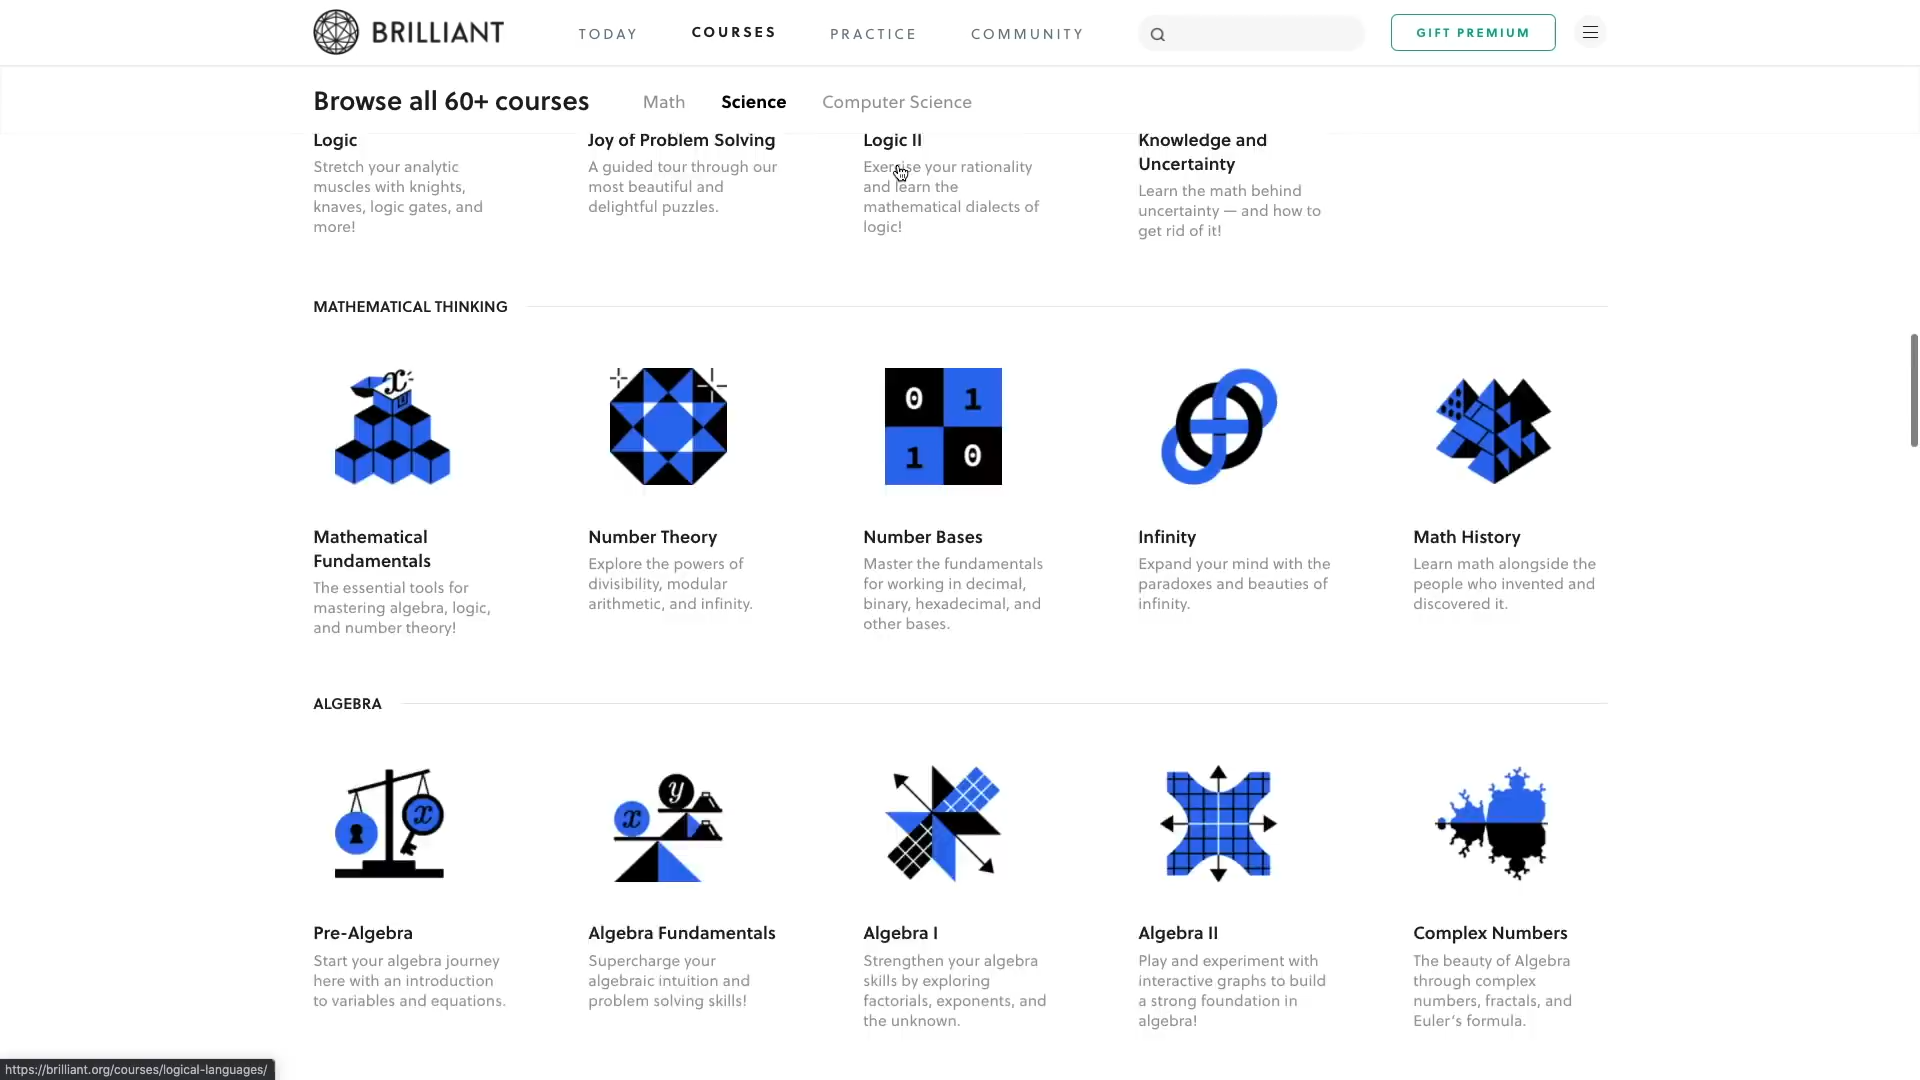 BRILLIANT
TODAY
COURSES
PRACTICE
COMMUNITY
GIFT PREMIUM
Browse all 60+ courses
Math
Science
Computer Science
Logic
Stretch your analytic
muscles with knights,
knaves, logic gates, and
more!
Joy of Problem Solving
A guided tour through our
most beautiful and
delightful puzzles.
Logic II
Exercise your rationality
and learn the
mathematical dialects of
logic!
Knowledge and
Uncertainty
Learn the math behind
uncertainty — and how to
get rid of it!
MATHEMATICAL THINKING
x
0 1
1 0
Mathematical
Fundamentals
The essential tools for
mastering algebra, logic,
and number theory!
Number Theory
Explore the powers of
divisibility, modular
arithmetic, and infinity.
Number Bases
Master the fundamentals
for working in decimal,
binary, hexadecimal, and
other bases.
Infinity
Expand your mind with the
paradoxes and beauties of
infinity.
Math History
Learn math alongside the
people who invented and
discovered it.
ALGEBRA
x
x
y
Pre-Algebra
Start your algebra journey
here with an introduction
to variables and equations.
Algebra Fundamentals
Supercharge your
algebraic intuition and
problem solving skills!
Algebra I
Strengthen your algebra
skills by exploring
factorials, exponents, and
the unknown.
Algebra II
Play and experiment with
interactive graphs to build
a strong foundation in
algebra!
Complex Numbers
The beauty of Algebra
through complex
numbers, fractals, and
Euler's formula.
https://brilliant.org/courses/logical-languages/